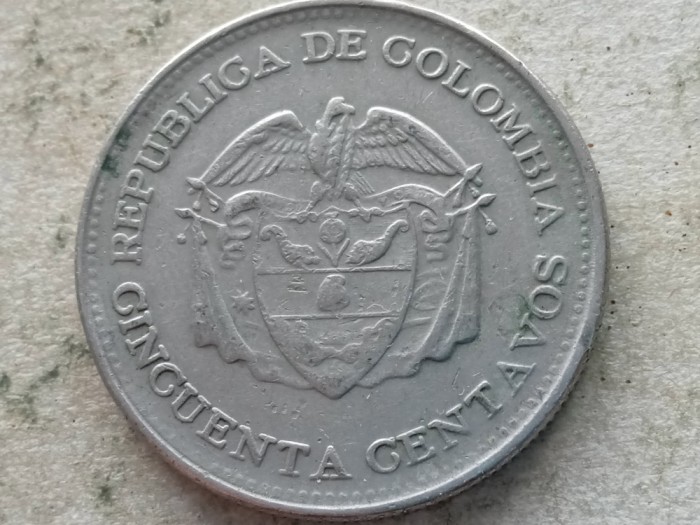 REPUBLICA DE COLOMBIA
CINCUENTA CENTAVOS